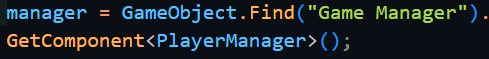 manager = GameObject.Find("Game Manager").
GetComponent<PlayerManager>();